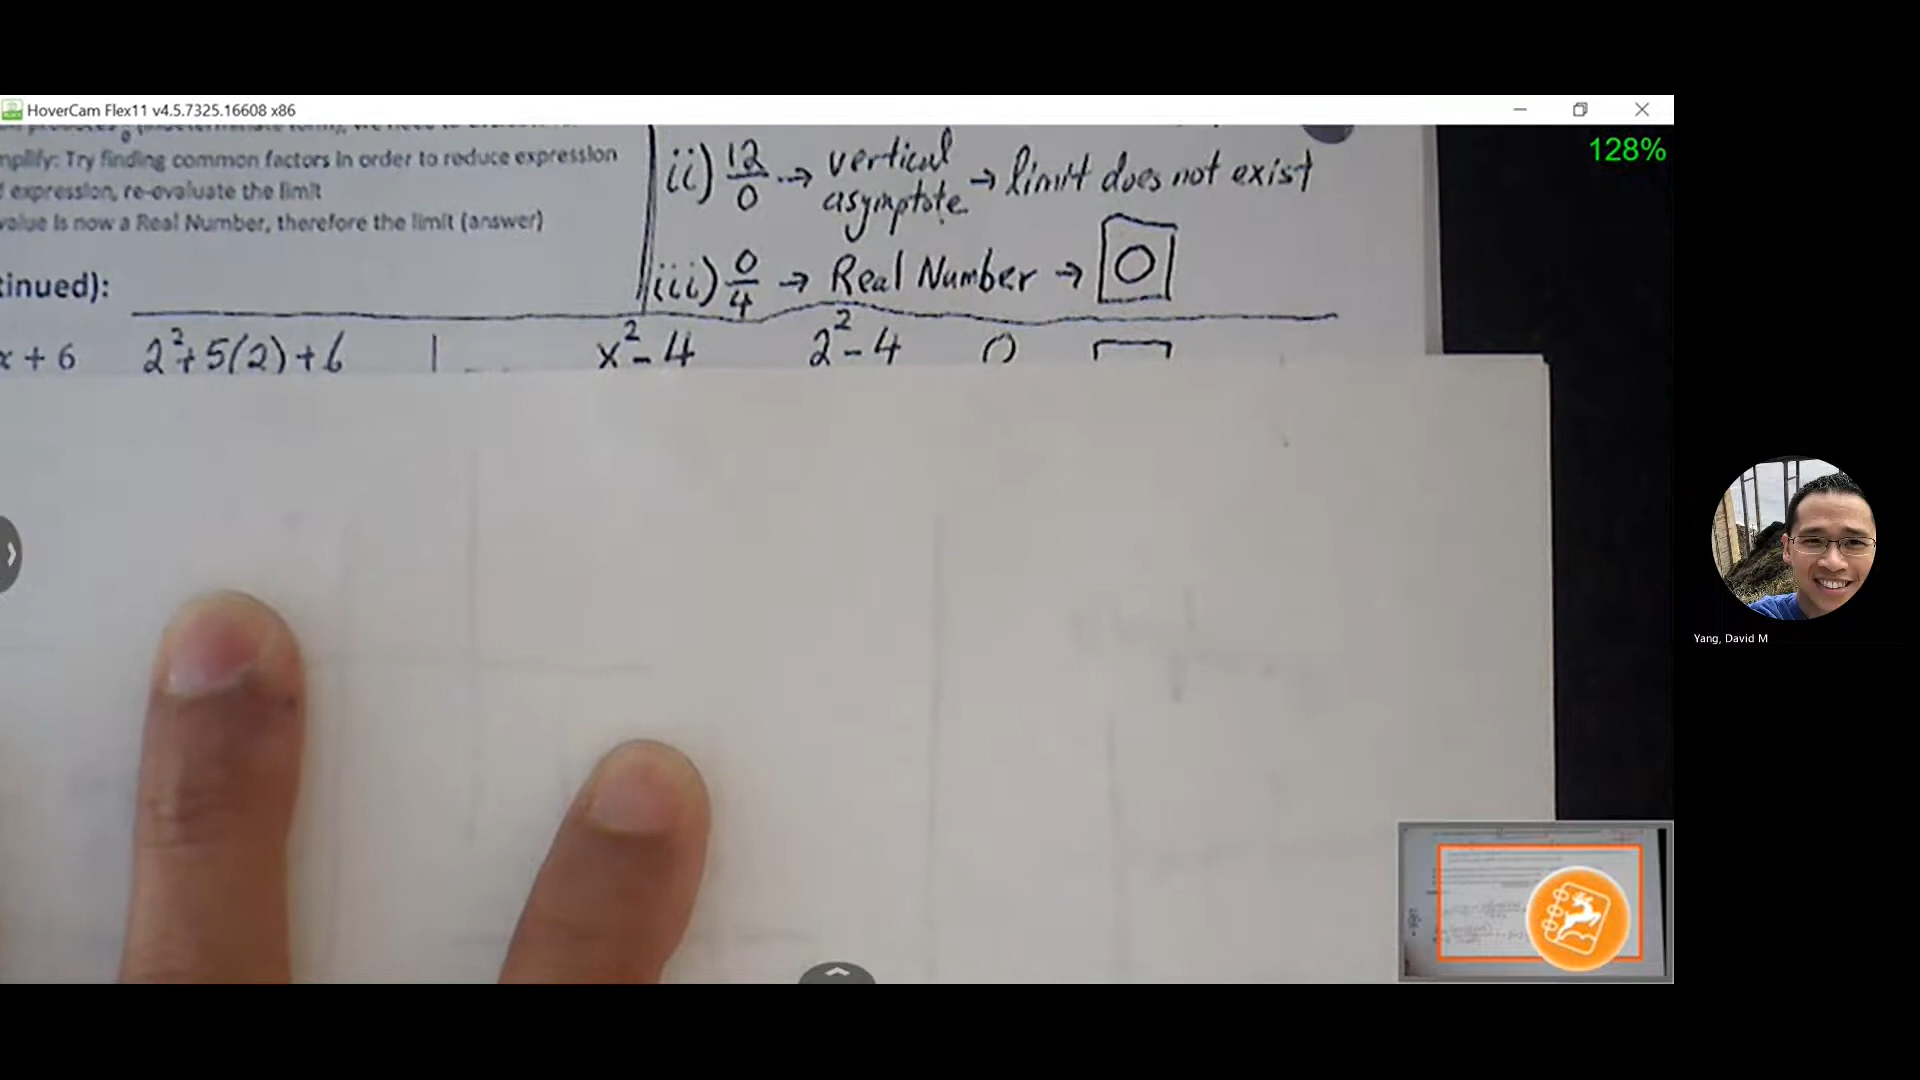 HoverCam Flex11 v4.5.7325.16608 x86
128%
Try finding common factors in order to reduce expression
expression, re-evaluate the limit
value is now a Real Number, therefore the limit (answer)
tinued):
ii) 12/0 → vertical asymptote → limit does not exist
iii) 0/4 → Real Number → 0
x + 6 2² + 5(2) + 6 x² - 4 2² - 4
Yang, David M